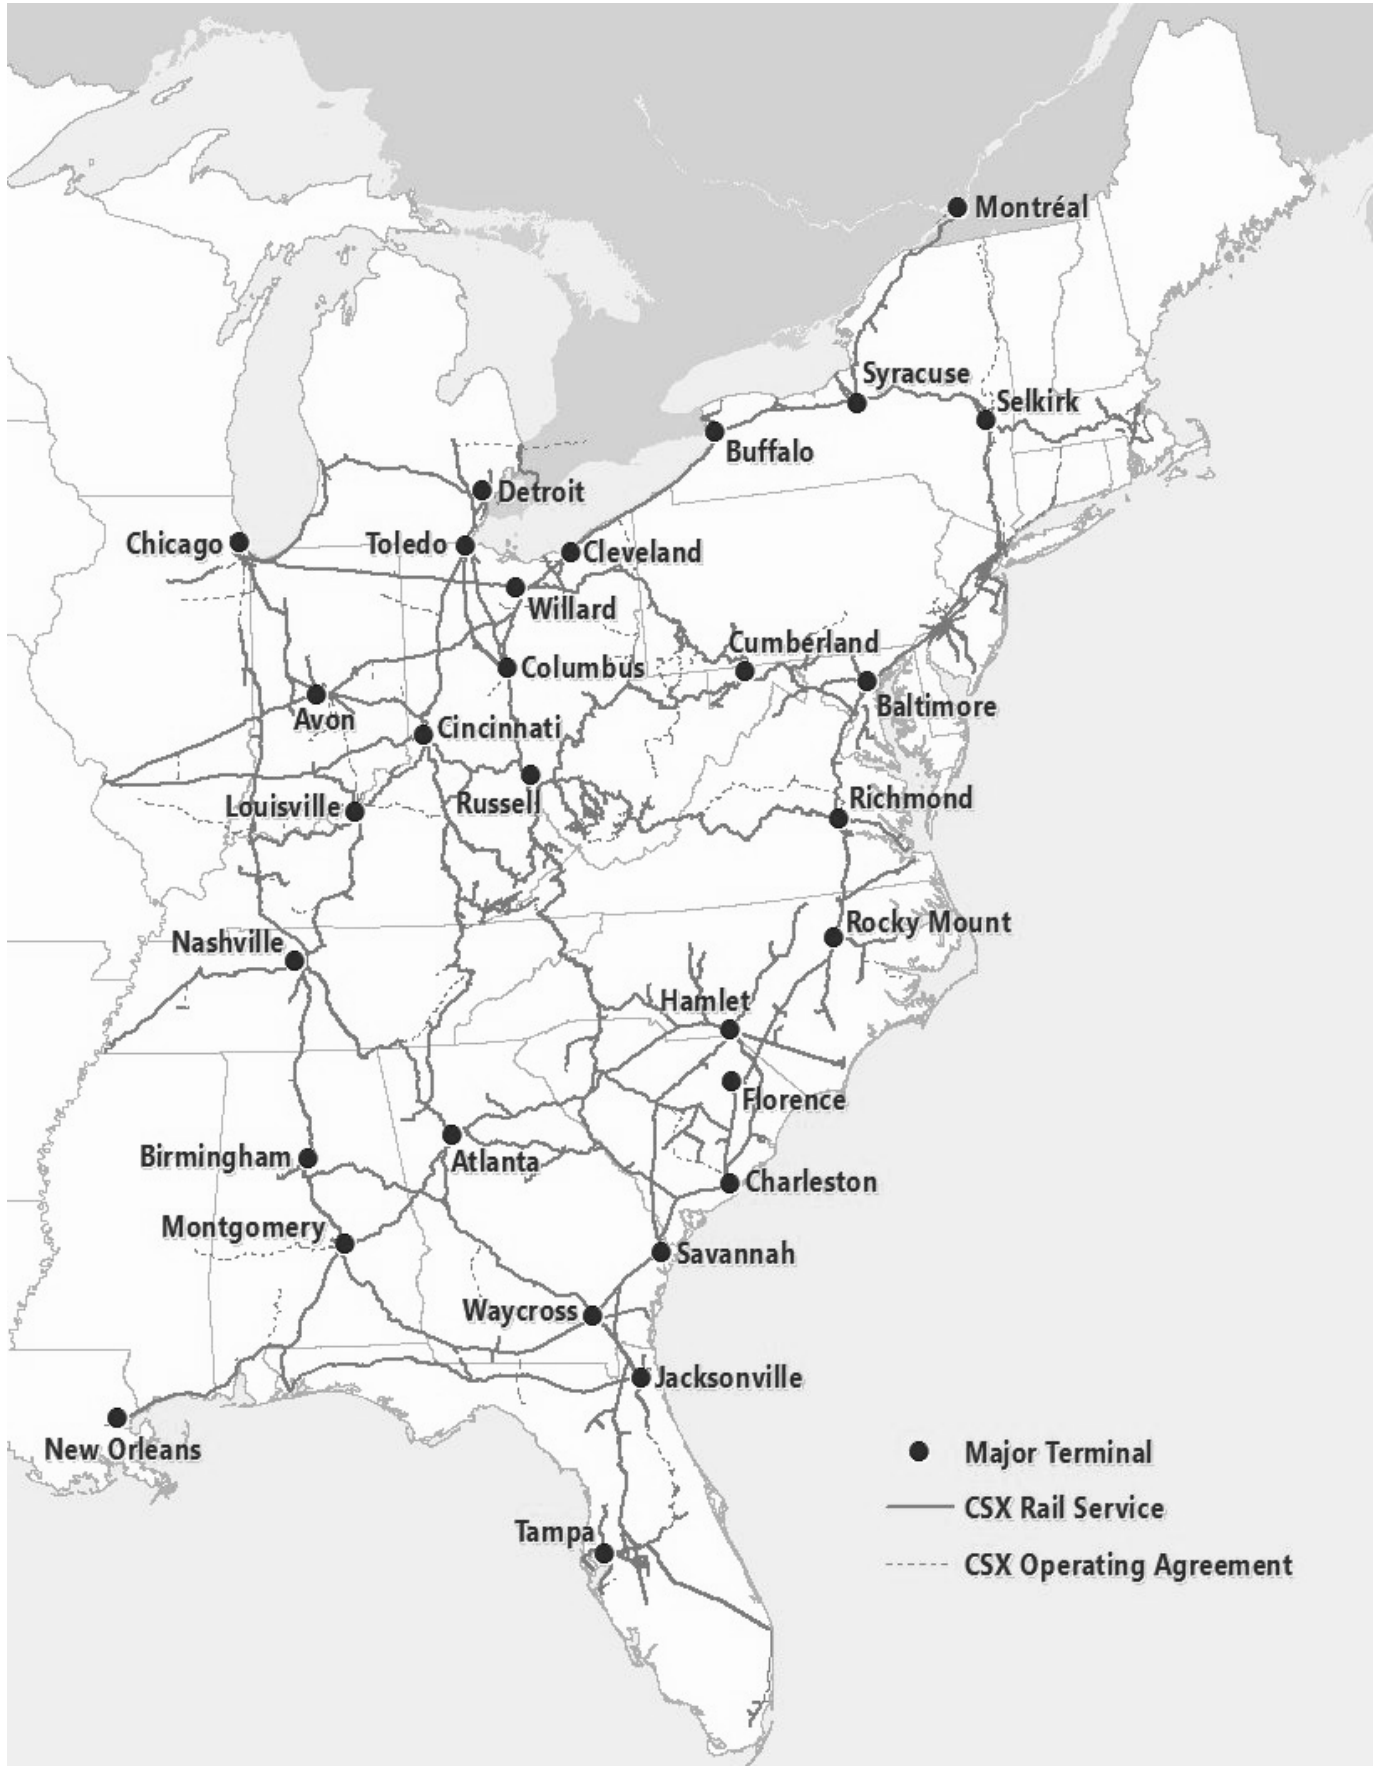 Montréal
Syracuse
Selkirk
Buffalo
Detroit
Chicago
Toledo
Cleveland
Willard
Cumberland
Columbus
Baltimore
Avon
Cincinnati
Louisville
Russell
Richmond
Nashville
Rocky Mount
Hamlet
Florence
Birmingham
Atlanta
Charleston
Montgomery
Savannah
Waycross
Jacksonville
New Orleans
Tampa
Major Terminal
CSX Rail Service
CSX Operating Agreement